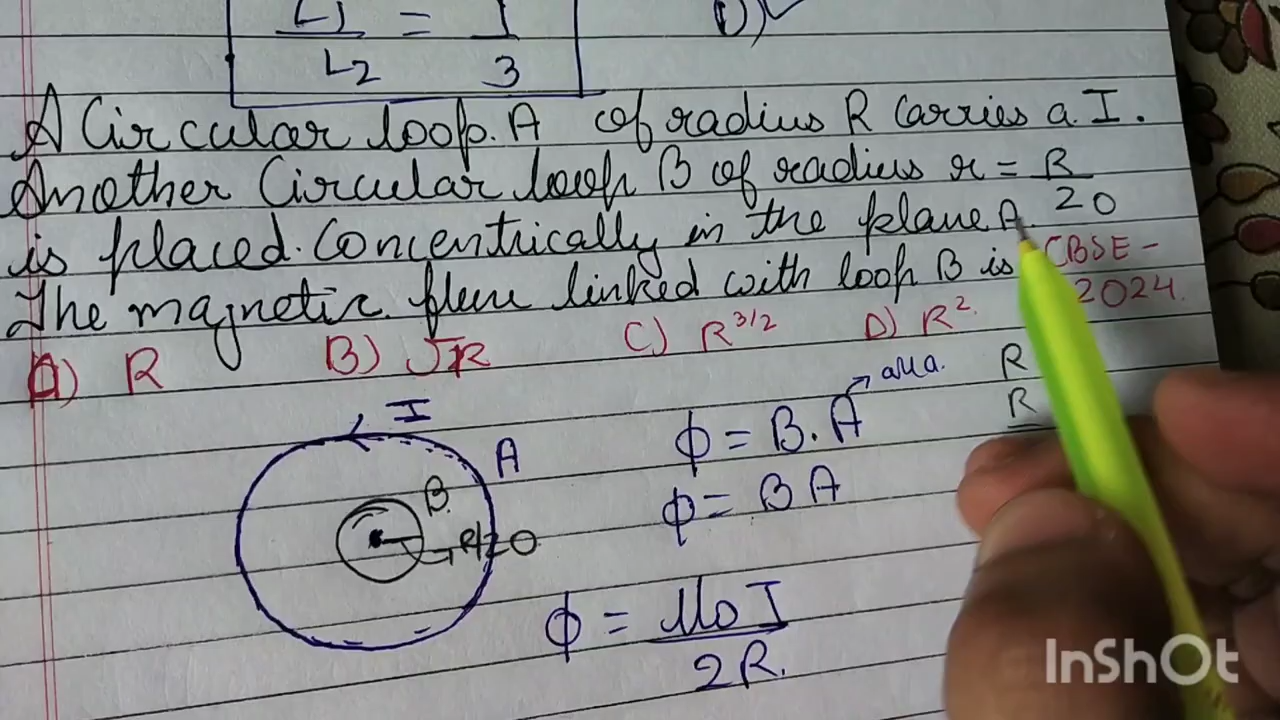 L1/L2 = 1/3
D) ✓
A Circular loop. A of radius R carries a I.
Another Circular loop B of radius r = R/20
is placed. Concentrically in the plane A.
The magnetic flux linked with loop B is CBSE-2024.
A) R B) √R C) R^3/2 D) R^2.
I
A
B.
R/20
ϕ = B.A → area.
ϕ = BA
ϕ = μ0 I / 2R.
R
R
InShOt